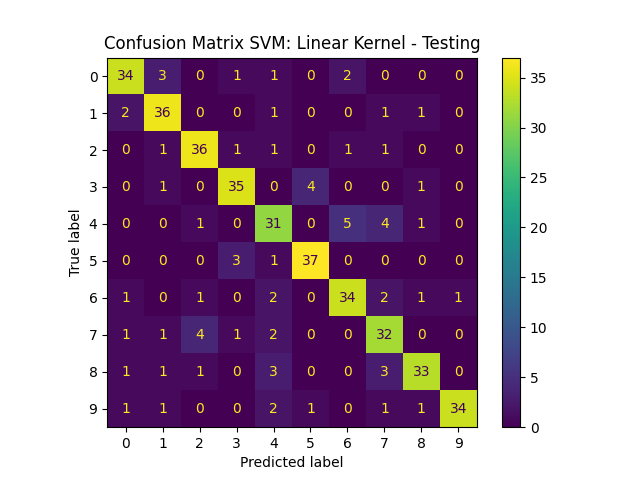 Confusion Matrix SVM: Linear Kernel - Testing
0 34 3 0 1 1 0 2 0 0 0
1 2 36 0 0 1 0 0 1 1 0
2 0 1 36 1 1 0 1 1 0 0
3 0 1 0 35 0 4 0 0 1 0
4 0 0 1 0 31 0 5 4 1 0
5 0 0 0 3 1 37 0 0 0 0
6 1 0 1 0 2 0 34 2 1 1
7 1 1 4 1 2 0 0 32 0 0
8 1 1 1 0 3 0 0 3 33 0
9 1 1 0 0 2 1 0 1 1 34
0 1 2 3 4 5 6 7 8 9
Predicted label
True label
35
30
25
20
15
10
5
0